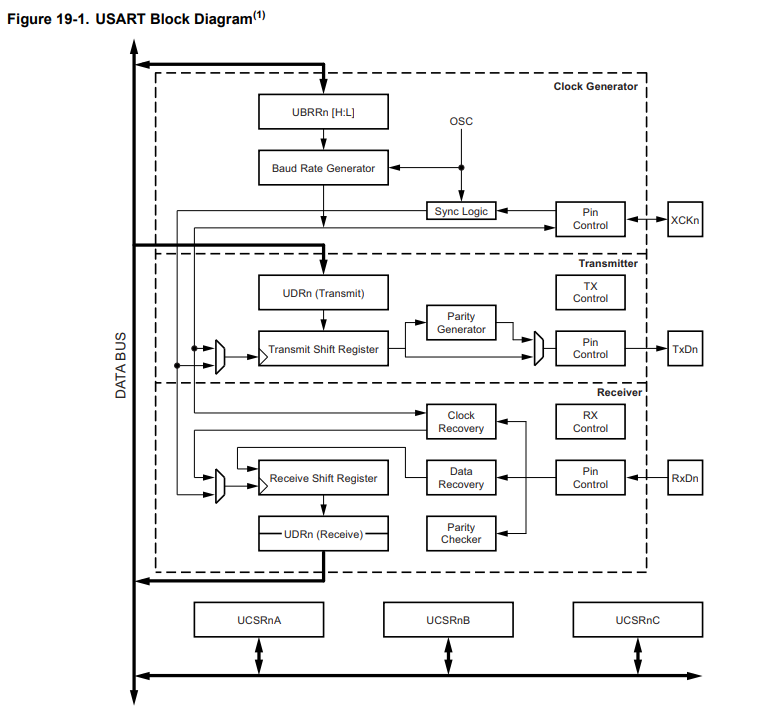 Figure 19-1. USART Block Diagram(1)
Clock Generator
UBRRn [H:L]
OSC
Baud Rate Generator
Sync Logic
Pin
Control
XCKn
Transmitter
UDRn (Transmit)
TX
Control
Parity
Generator
Transmit Shift Register
Pin
Control
TxDn
DATA BUS
Receiver
Clock
Recovery
RX
Control
Receive Shift Register
Data
Recovery
Pin
Control
RxDn
UDRn (Receive)
Parity
Checker
UCSRnA
UCSRnB
UCSRnC